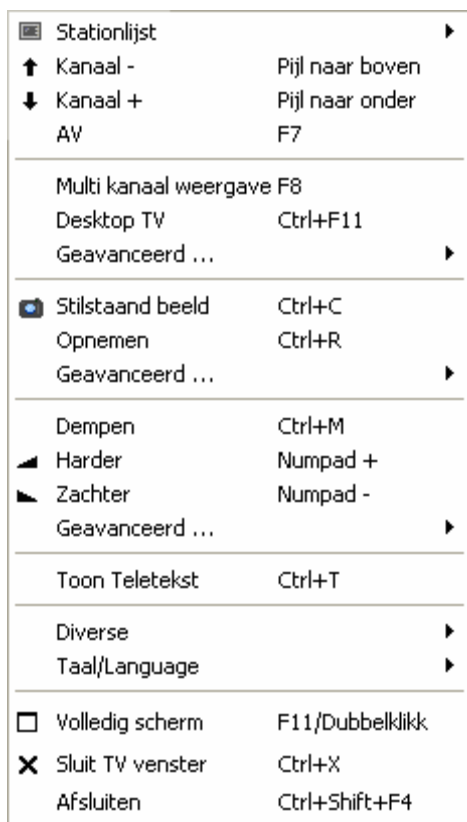 Stationlijst
Kanaal - Pijl naar boven
Kanaal + Pijl naar onder
AV F7
Multi kanaal weergave F8
Desktop TV Ctrl+F11
Geavanceerd ...
Stilstaand beeld Ctrl+C
Opnemen Ctrl+R
Geavanceerd ...
Dempen Ctrl+M
Harder Numpad +
Zachter Numpad -
Geavanceerd ...
Toon Teletekst Ctrl+T
Diverse
Taal/Language
Volledig scherm F11/Dubbelklikk
Sluit TV venster Ctrl+X
Afsluiten Ctrl+Shift+F4